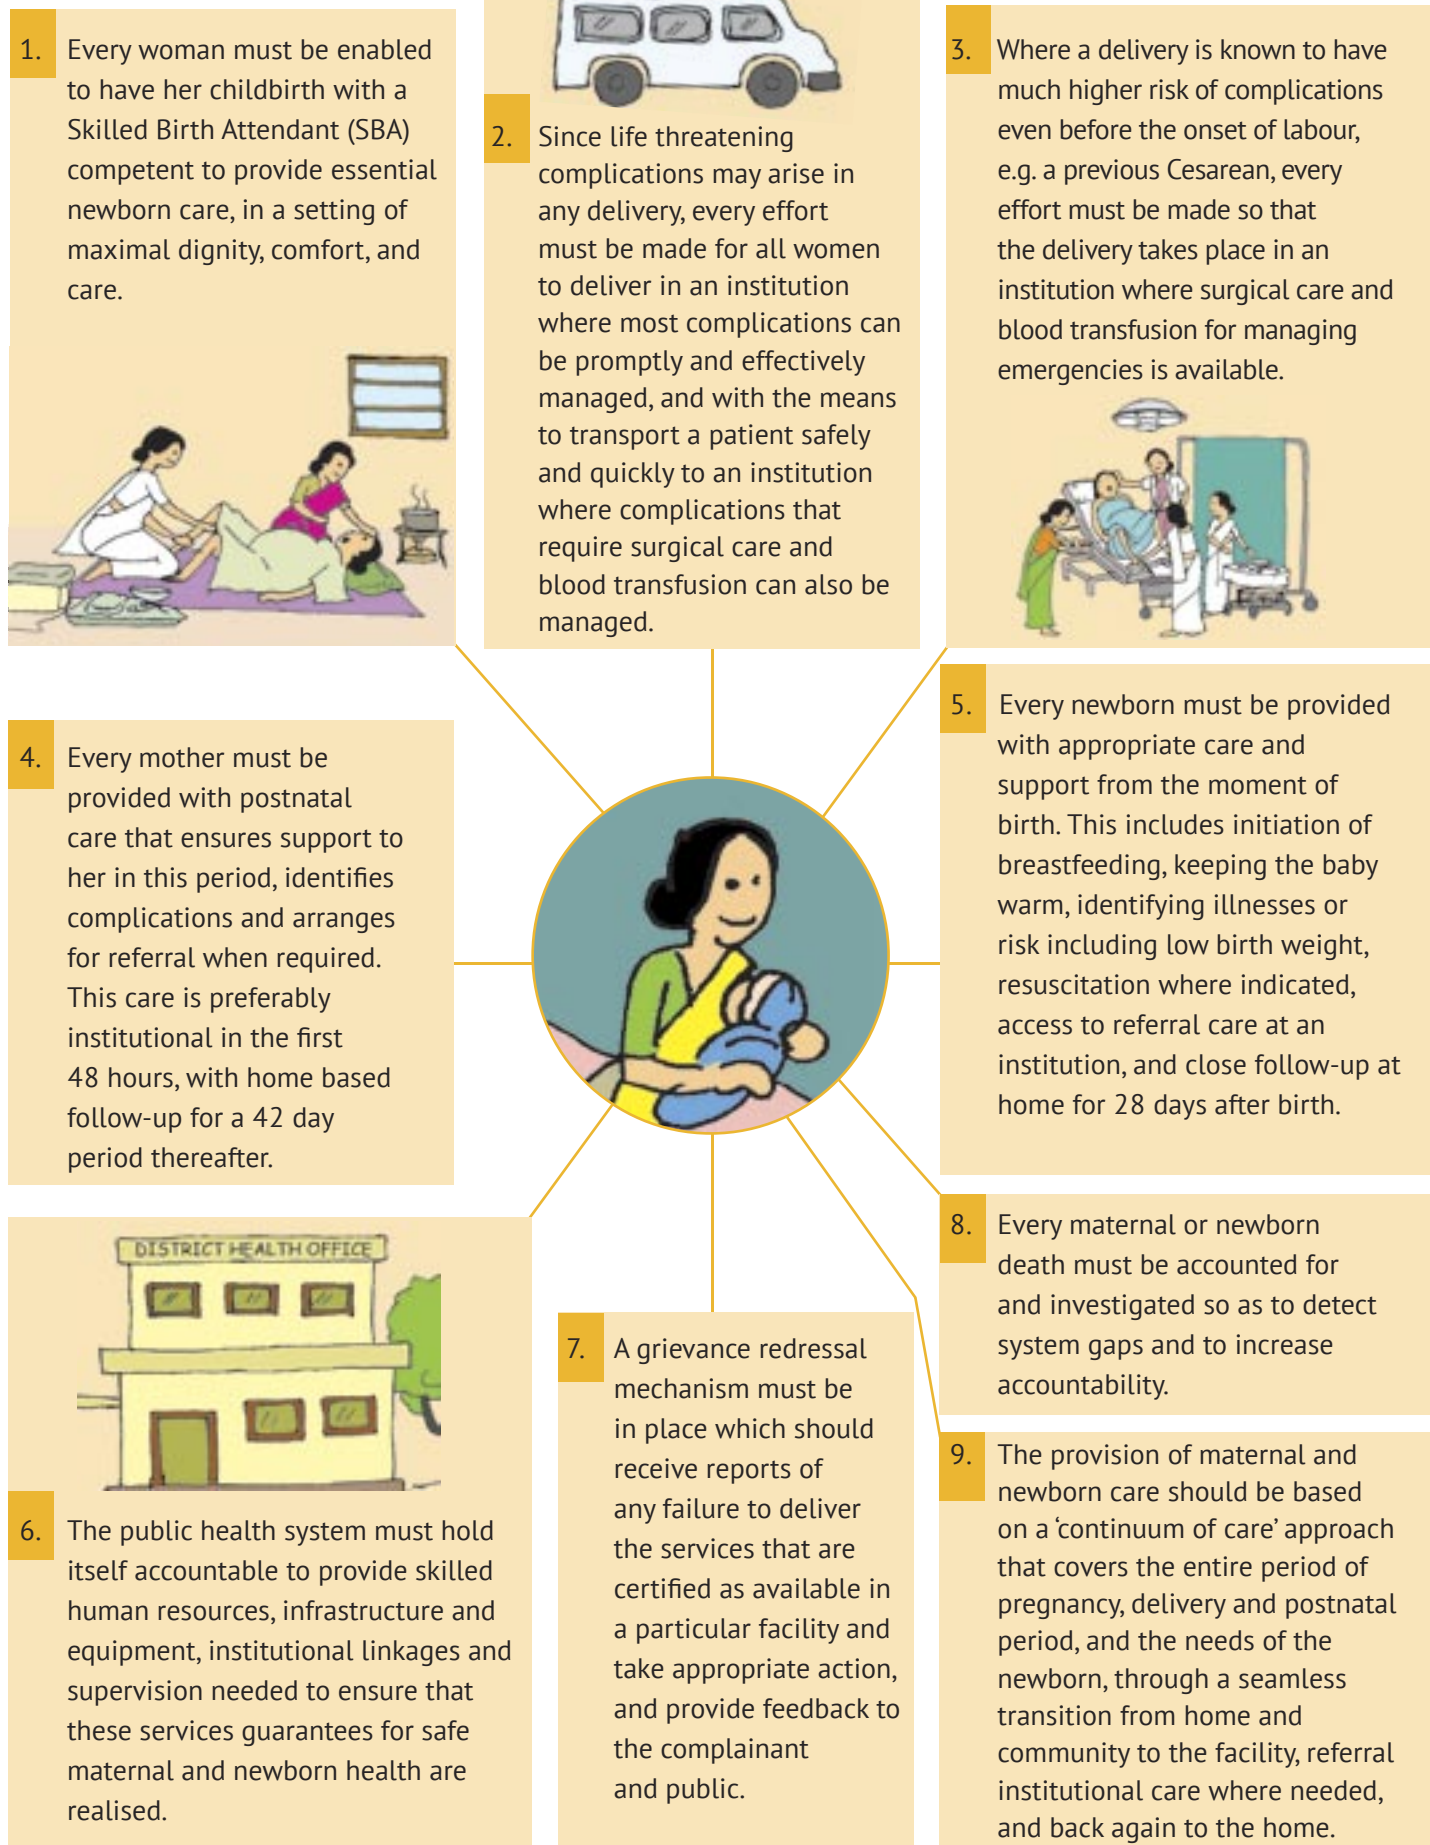 1. Every woman must be enabled
to have her childbirth with a
Skilled Birth Attendant (SBA)
competent to provide essential
newborn care, in a setting of
maximal dignity, comfort, and
care.
2. Since life threatening
complications may arise in
any delivery, every effort
must be made for all women
to deliver in an institution
where most complications can
be promptly and effectively
managed, and with the means
to transport a patient safely
and quickly to an institution
where complications that
require surgical care and
blood transfusion can also be
managed.
3. Where a delivery is known to have
much higher risk of complications
even before the onset of labour,
e.g. a previous Cesarean, every
effort must be made so that
the delivery takes place in an
institution where surgical care and
blood transfusion for managing
emergencies is available.
4. Every mother must be
provided with postnatal
care that ensures support to
her in this period, identifies
complications and arranges
for referral when required.
This care is preferably
institutional in the first
48 hours, with home based
follow-up for a 42 day
period thereafter.
5. Every newborn must be provided
with appropriate care and
support from the moment of
birth. This includes initiation of
breastfeeding, keeping the baby
warm, identifying illnesses or
risk including low birth weight,
resuscitation where indicated,
access to referral care at an
institution, and close follow-up at
home for 28 days after birth.
DISTRICT HEALTH OFFICE
6. The public health system must hold
itself accountable to provide skilled
human resources, infrastructure and
equipment, institutional linkages and
supervision needed to ensure that
these services guarantees for safe
maternal and newborn health are
realised.
7. A grievance redressal
mechanism must be
in place which should
receive reports of
any failure to deliver
the services that are
certified as available in
a particular facility and
take appropriate action,
and provide feedback to
the complainant
and public.
8. Every maternal or newborn
death must be accounted for
and investigated so as to detect
system gaps and to increase
accountability.
9. The provision of maternal and
newborn care should be based
on a ‘continuum of care’ approach
that covers the entire period of
pregnancy, delivery and postnatal
period, and the needs of the
newborn, through a seamless
transition from home and
community to the facility, referral
institutional care where needed,
and back again to the home.